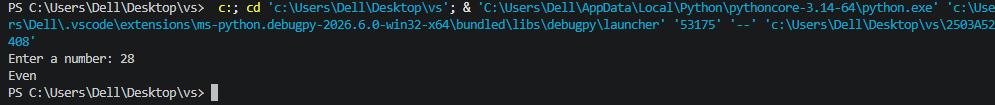 PS C:\Users\Dell\Desktop\vs>  c:; cd 'c:\Users\Dell\Desktop\vs'; & 'C:\Users\Dell\AppData\Local\Python\pythoncore-3.14-64\python.exe' 'c:\Use
rs\Dell\.vscode\extensions\ms-python.debugpy-2026.6.0-win32-x64\bundled\libs\debugpy\launcher' '53175' '--' 'c:\Users\Dell\Desktop\vs\2503A52
408'
Enter a number: 28
Even
PS C:\Users\Dell\Desktop\vs>